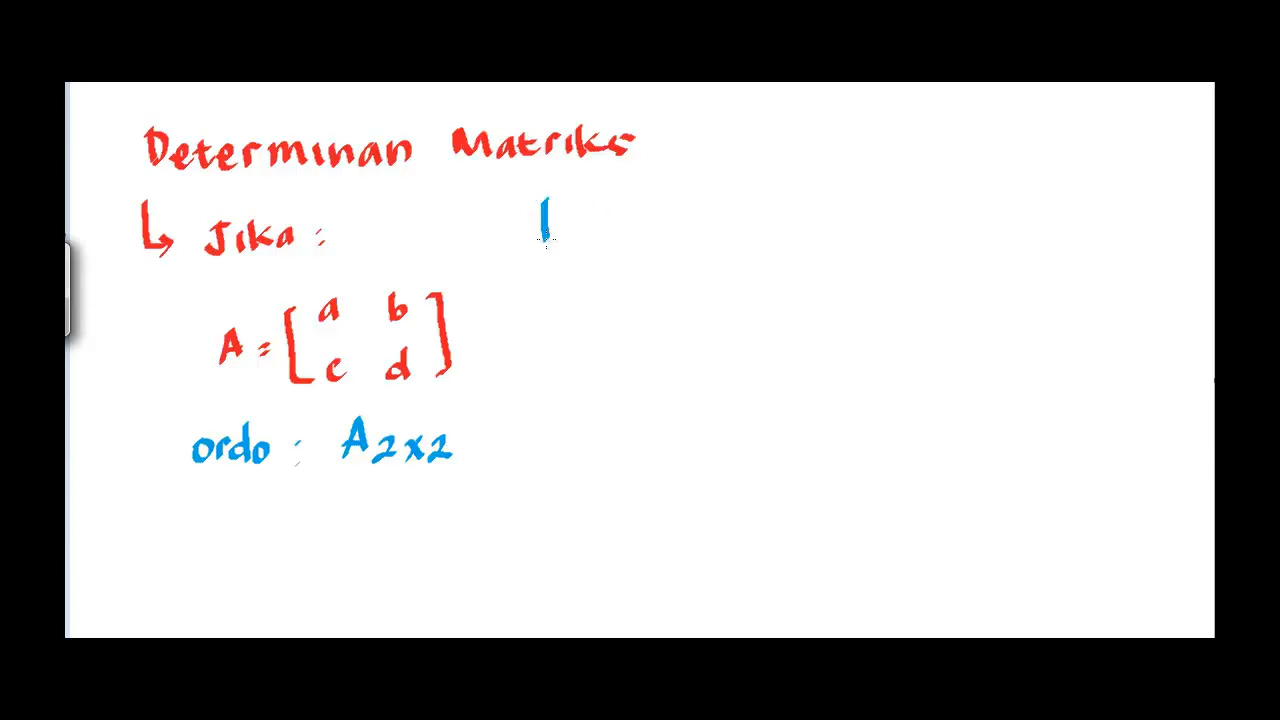 Determinan Matriks
↳ Jika :
A = [ a b
c d ]
ordo : A2x2